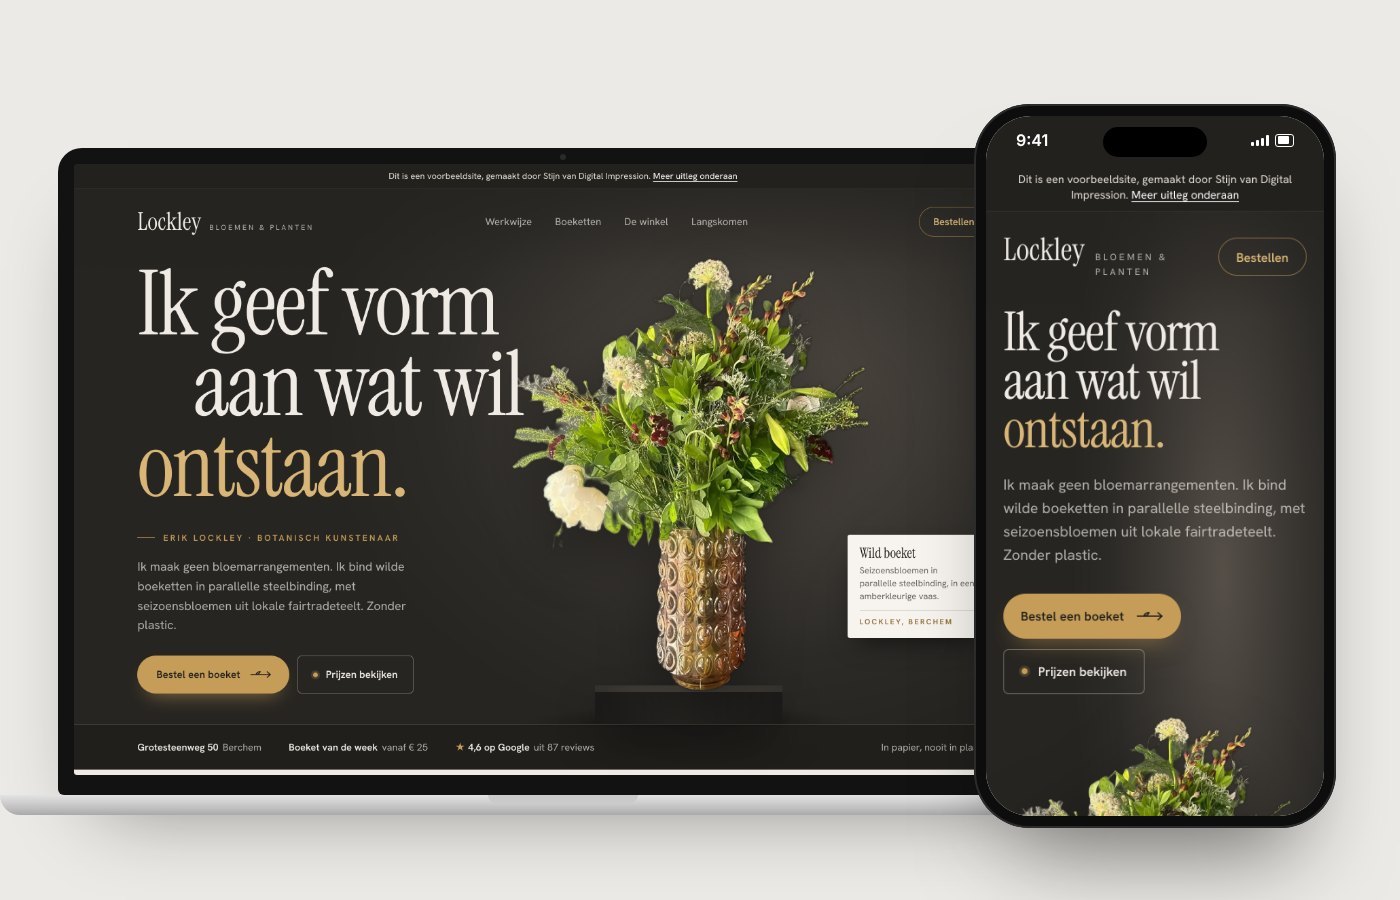 Dit is een voorbeeldsite, gemaakt door Stijn van Digital Impression. Meer uitleg onderaan
Lockley BLOEMEN & PLANTEN
Werkwijze Boeketten De winkel Langskomen
Bestellen
Ik geef vorm
aan wat wil
ontstaan.
ERIK LOCKLEY · BOTANISCH KUNSTENAAR
Ik maak geen bloemarrangementen. Ik bind wilde
boeketten in parallelle steelbinding, met
seizoensbloemen uit lokale fairtradeteelt. Zonder
plastic.
Bestel een boeket
Prijzen bekijken
Wild boeket
Seizoensbloemen in
parallelle steelbinding, in een
amberkleurige vaas.
LOCKLEY, BERCHEM
Grotesteenweg 50 Berchem
Boeket van de week vanaf € 25
★ 4,6 op Google uit 87 reviews
In papier, nooit in pla
9:41
Dit is een voorbeeldsite, gemaakt door Stijn van Digital
Impression. Meer uitleg onderaan
Lockley BLOEMEN &
PLANTEN
Bestellen
Ik geef vorm
aan wat wil
ontstaan.
Ik maak geen bloemarrangementen. Ik bind
wilde boeketten in parallelle steelbinding, met
seizoensbloemen uit lokale fairtradeteelt.
Zonder plastic.
Bestel een boeket
Prijzen bekijken